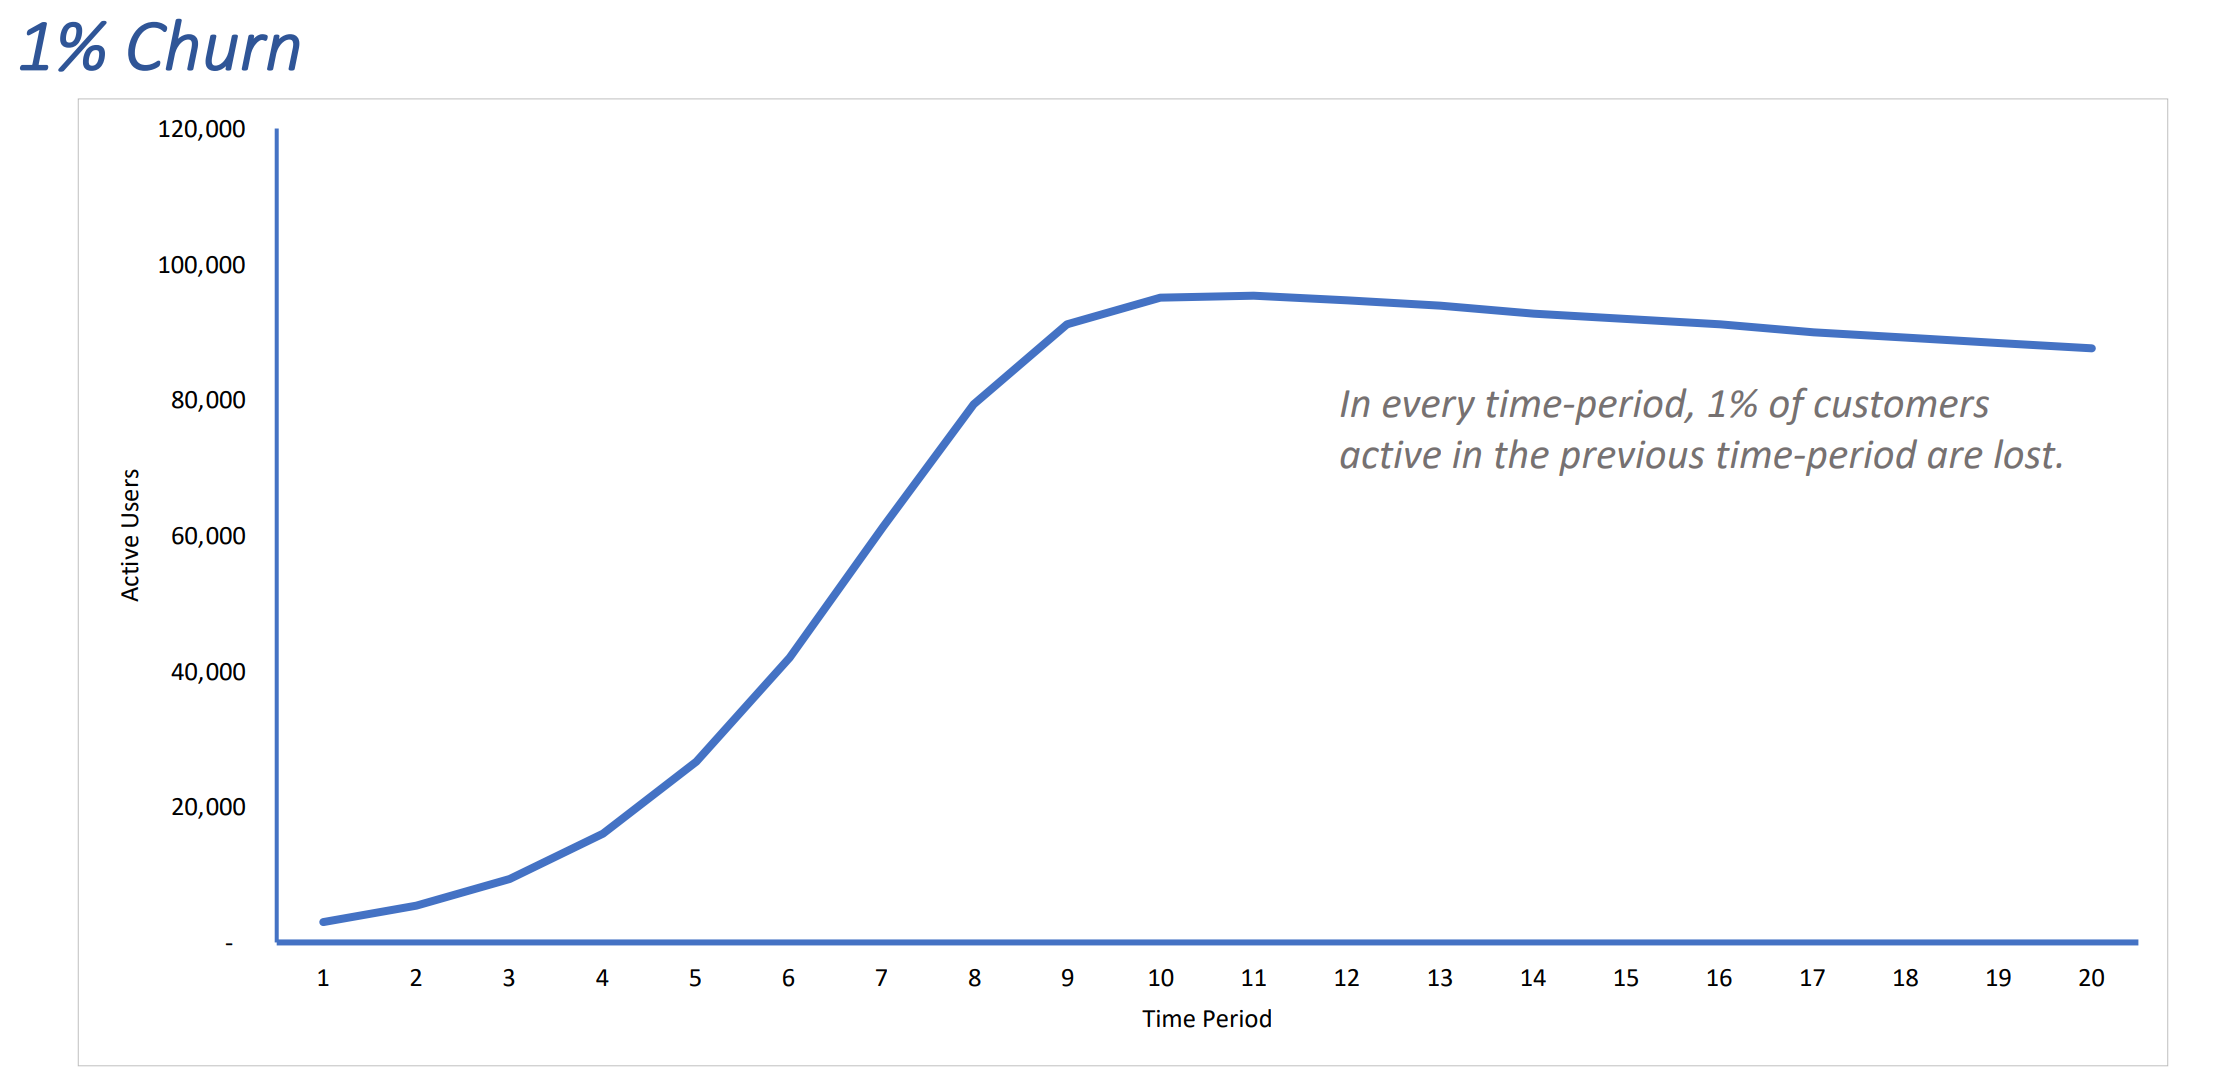 1% Churn
120,000
100,000
80,000
60,000
40,000
20,000
-
Active Users
In every time-period, 1% of customers
active in the previous time-period are lost.
1 2 3 4 5 6 7 8 9 10 11 12 13 14 15 16 17 18 19 20
Time Period